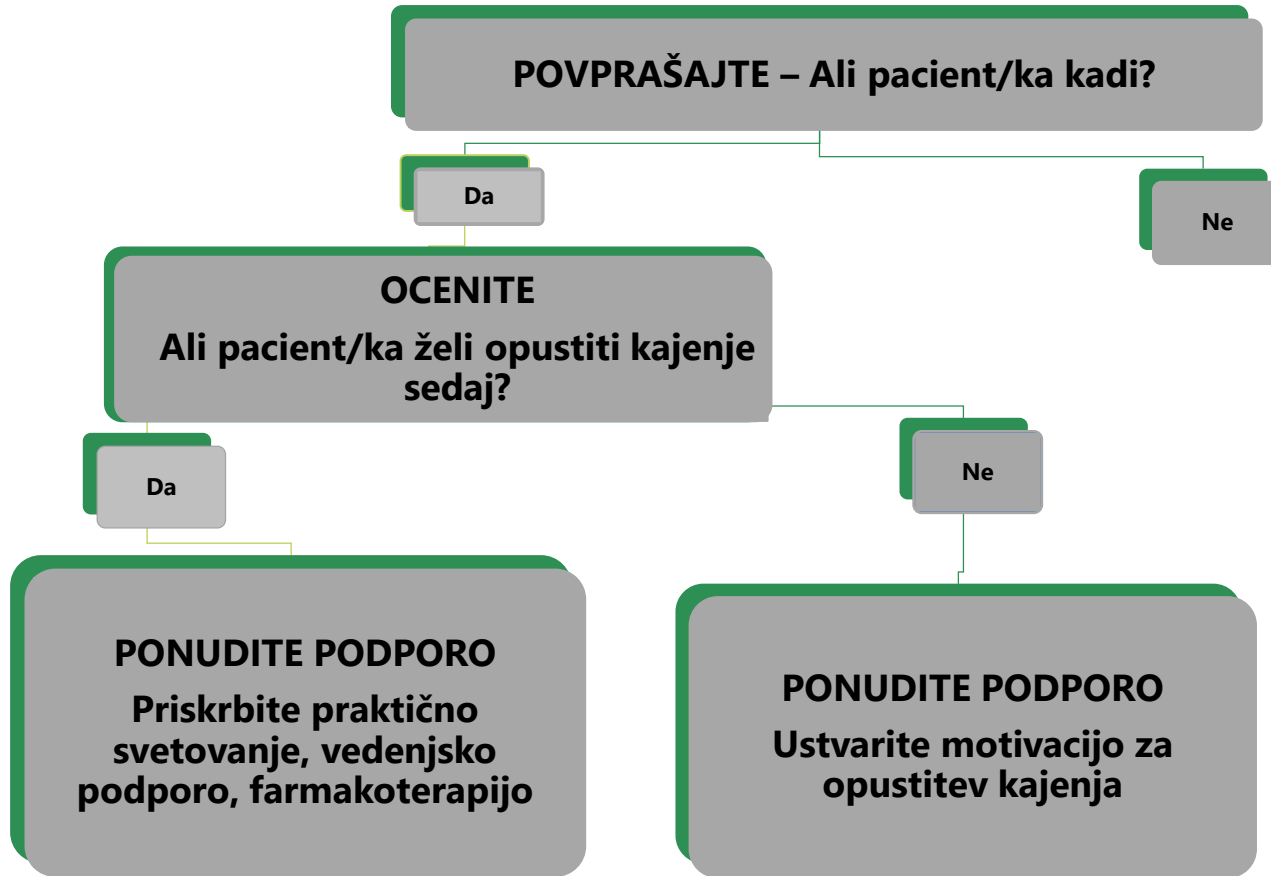 POVPRAŠAJTE – Ali pacient/ka kadi?
Da
Ne
OCENITE
Ali pacient/ka želi opustiti kajenje
sedaj?
Da
Ne
PONUDITE PODPORO
Priskrbite praktično
svetovanje, vedenjsko
podporo, farmakoterapijo
PONUDITE PODPORO
Ustvarite motivacijo za
opustitev kajenja